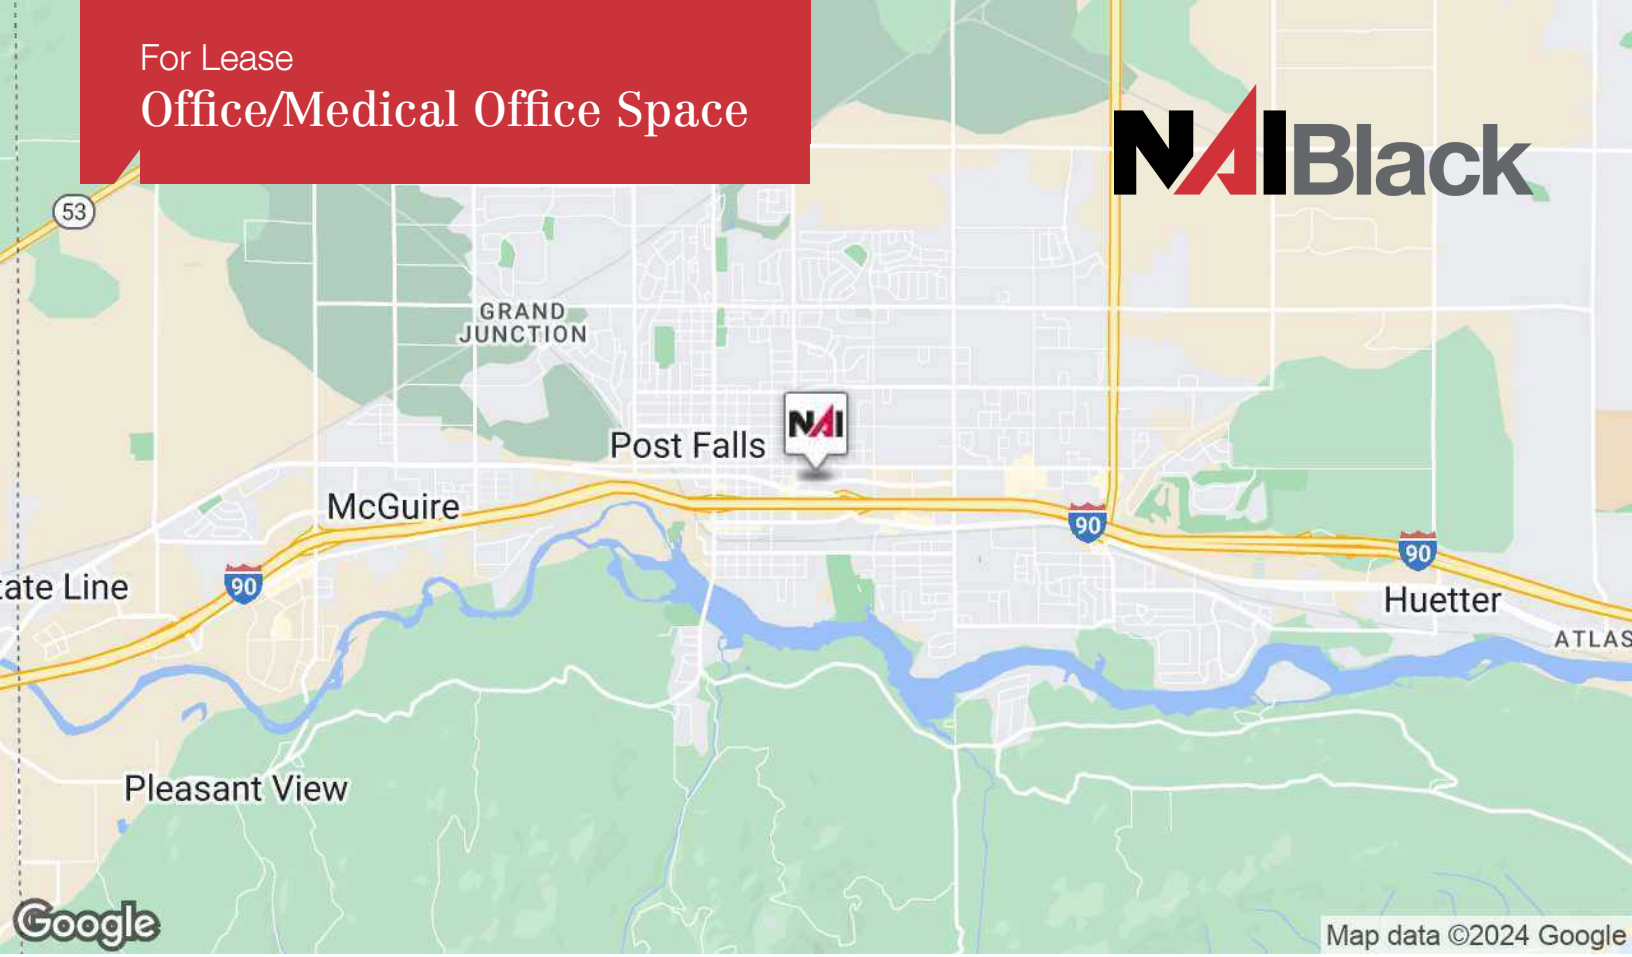 For Lease
Office/Medical Office Space
NAIBlack
53
GRAND
JUNCTION
NAI
Post Falls
McGuire
90
90
90
ate Line
Huetter
ATLAS
Pleasant View
Google
Map data ©2024 Google